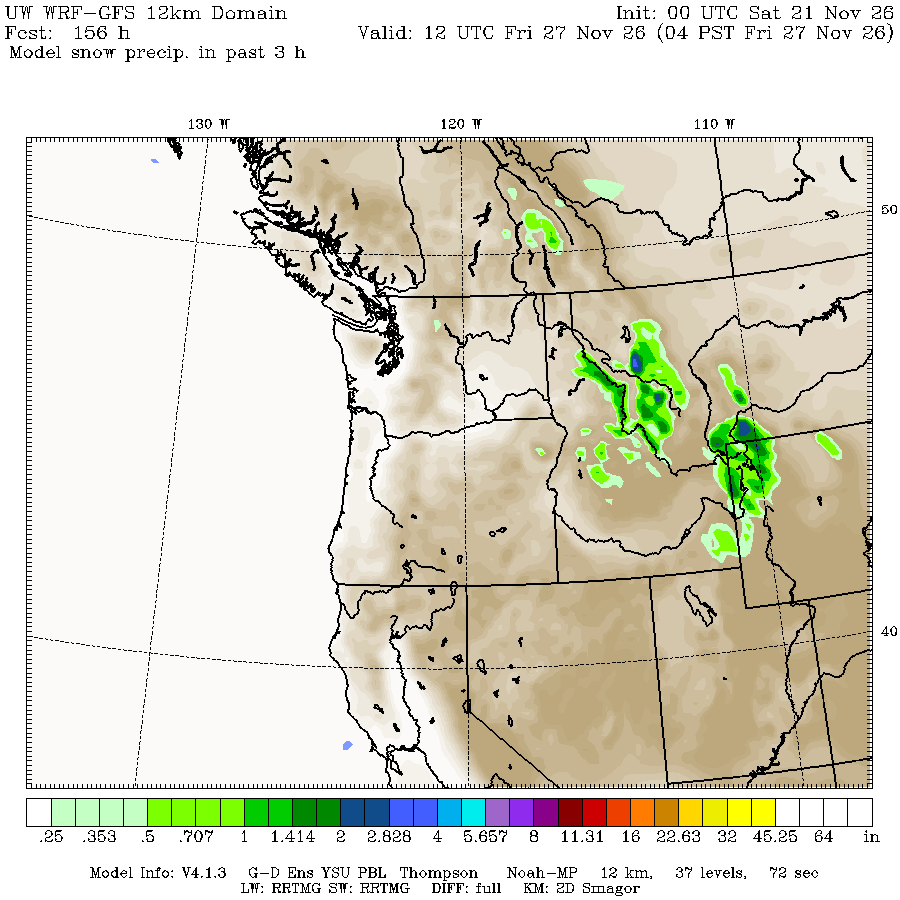 UW WRF-GFS 12km Domain Init: 00 UTC Sat 21 Nov 26
Fcst: 156 h Valid: 12 UTC Fri 27 Nov 26 (04 PST Fri 27 Nov 26)
Model snow precip. in past 3 h
130 W 120 W 110 W
50
40
.25 .353 .5 .707 1 1.414 2 2.828 4 5.657 8 11.31 16 22.63 32 45.25 64 in
Model Info: V4.1.3 G-D Ens YSU PBL Thompson Noah-MP 12 km, 37 levels, 72 sec
LW: RRTMG SW: RRTMG DIFF: full KM: 2D Smagor